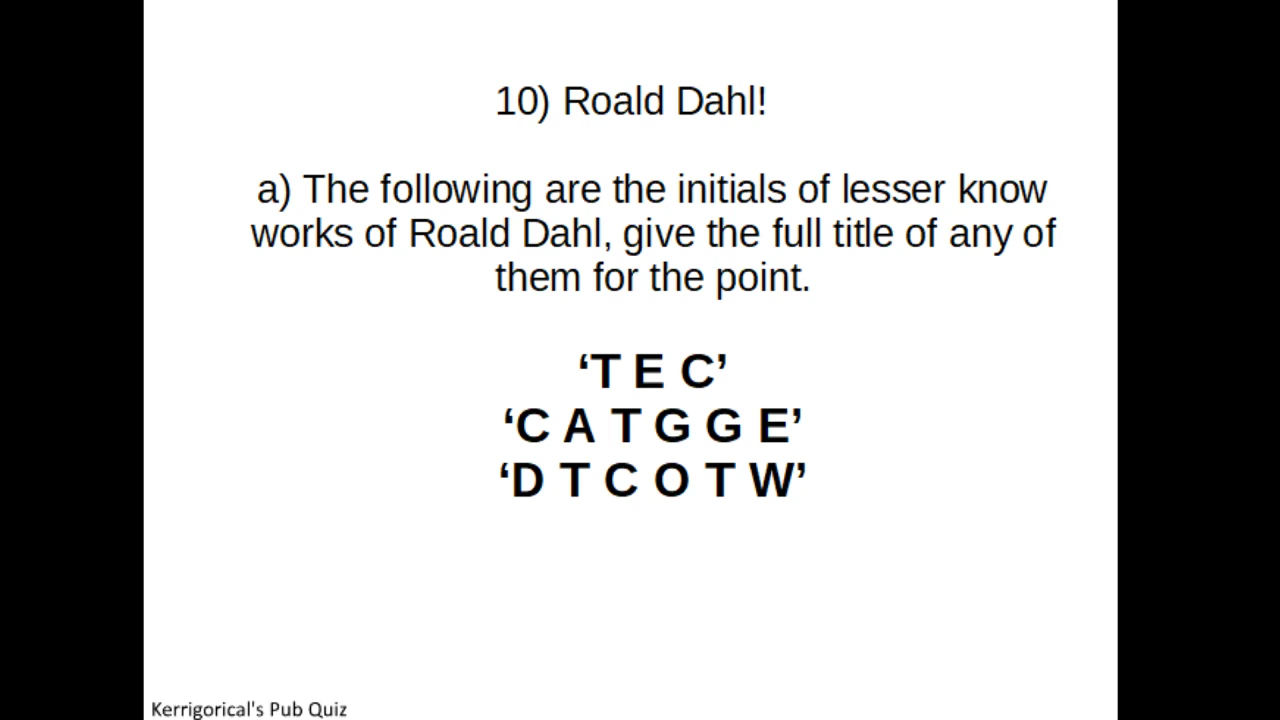 10) Roald Dahl!
a) The following are the initials of lesser know
works of Roald Dahl, give the full title of any of
them for the point.
‘T E C’
‘C A T G G E’
‘D T C O T W’
Kerrigorical's Pub Quiz